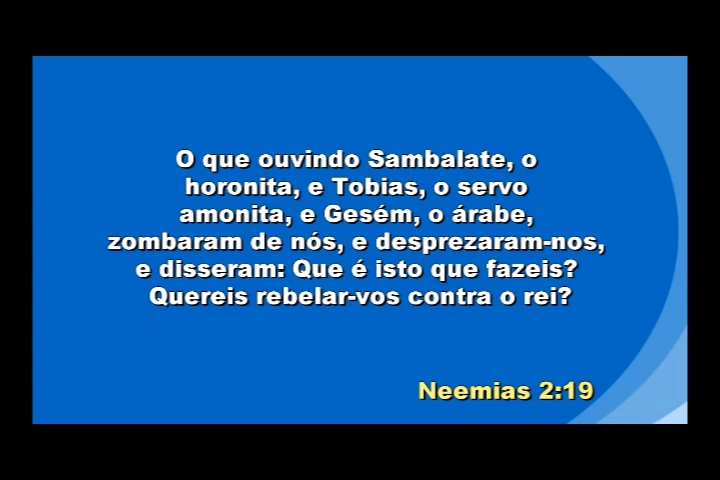 O que ouvindo Sambalate, o
horonita, e Tobias, o servo
amonita, e Gesém, o árabe,
zombaram de nós, e desprezaram-nos,
e disseram: Que é isto que fazeis?
Quereis rebelar-vos contra o rei?
Neemias 2:19